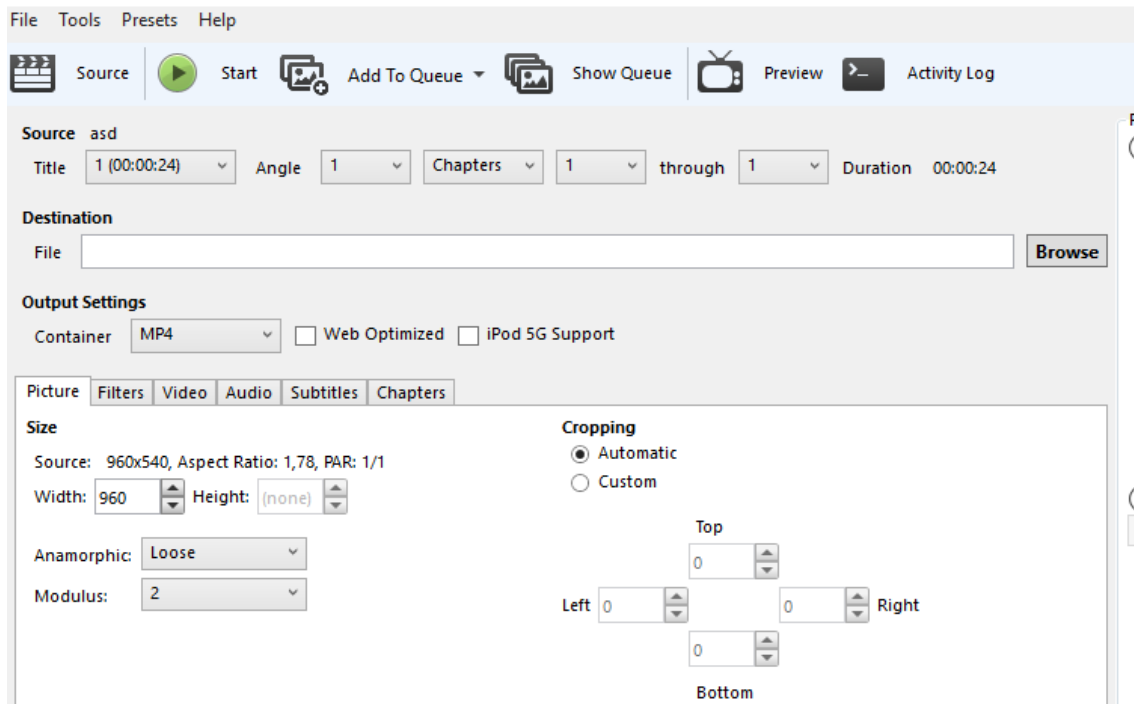 File Tools Presets Help
Source Start Add To Queue Show Queue Preview Activity Log
Source asd
Title 1 (00:00:24) Angle 1 Chapters 1 through 1 Duration 00:00:24
Destination
File Browse
Output Settings
Container MP4 Web Optimized iPod 5G Support
Picture Filters Video Audio Subtitles Chapters
Size Cropping
Source: 960x540, Aspect Ratio: 1,78, PAR: 1/1 Automatic
Width: 960 Height: (none) Custom
Top
Anamorphic: Loose 0
Modulus: 2 Left 0 0 Right
0
Bottom